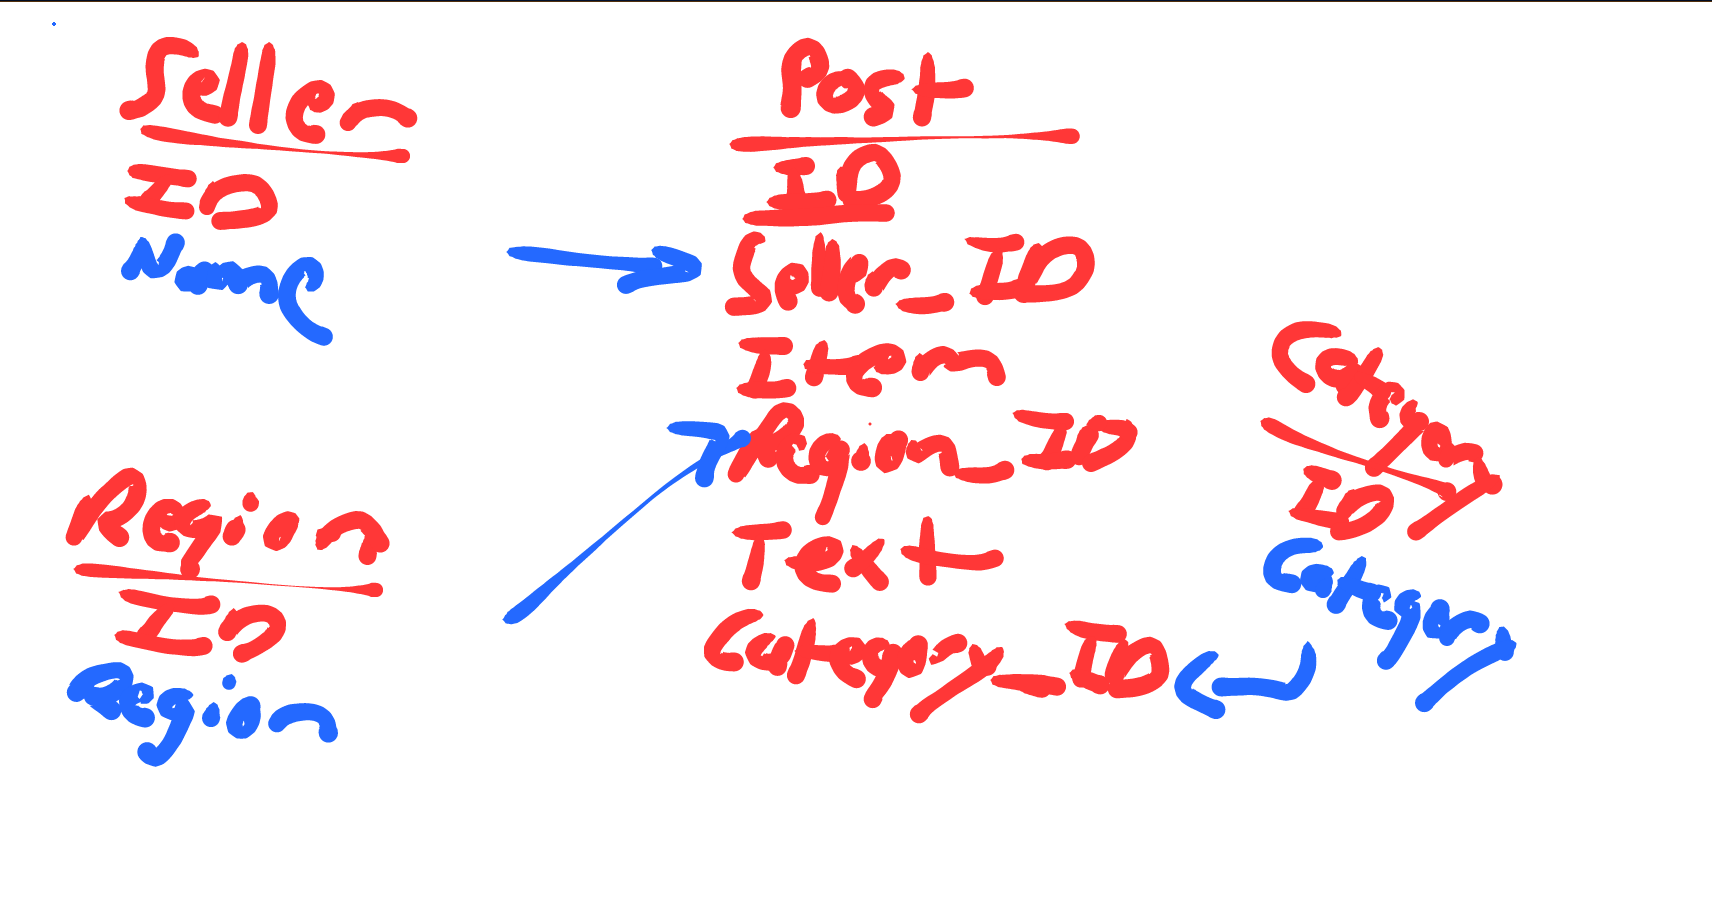 Seller
ID
Name
Post
ID
Seller_ID
Item
Region_ID
Text
Category_ID
Region
ID
Region
Category
ID
Category